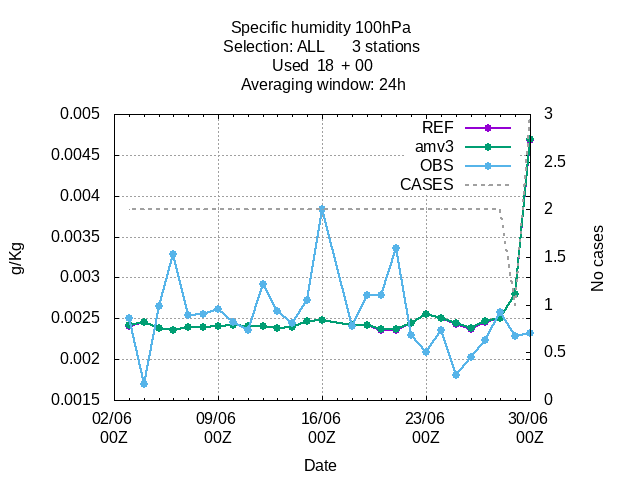 Specific humidity 100hPa
Selection: ALL 3 stations
Used 18 + 00
Averaging window: 24h
0.005
0.0045
0.004
0.0035
0.003
0.0025
0.002
0.0015
g/Kg
REF
amv3
OBS
CASES
3
2.5
2
1.5
1
0.5
0
No cases
02/06 09/06 16/06 23/06 30/06
00Z 00Z 00Z 00Z 00Z
Date